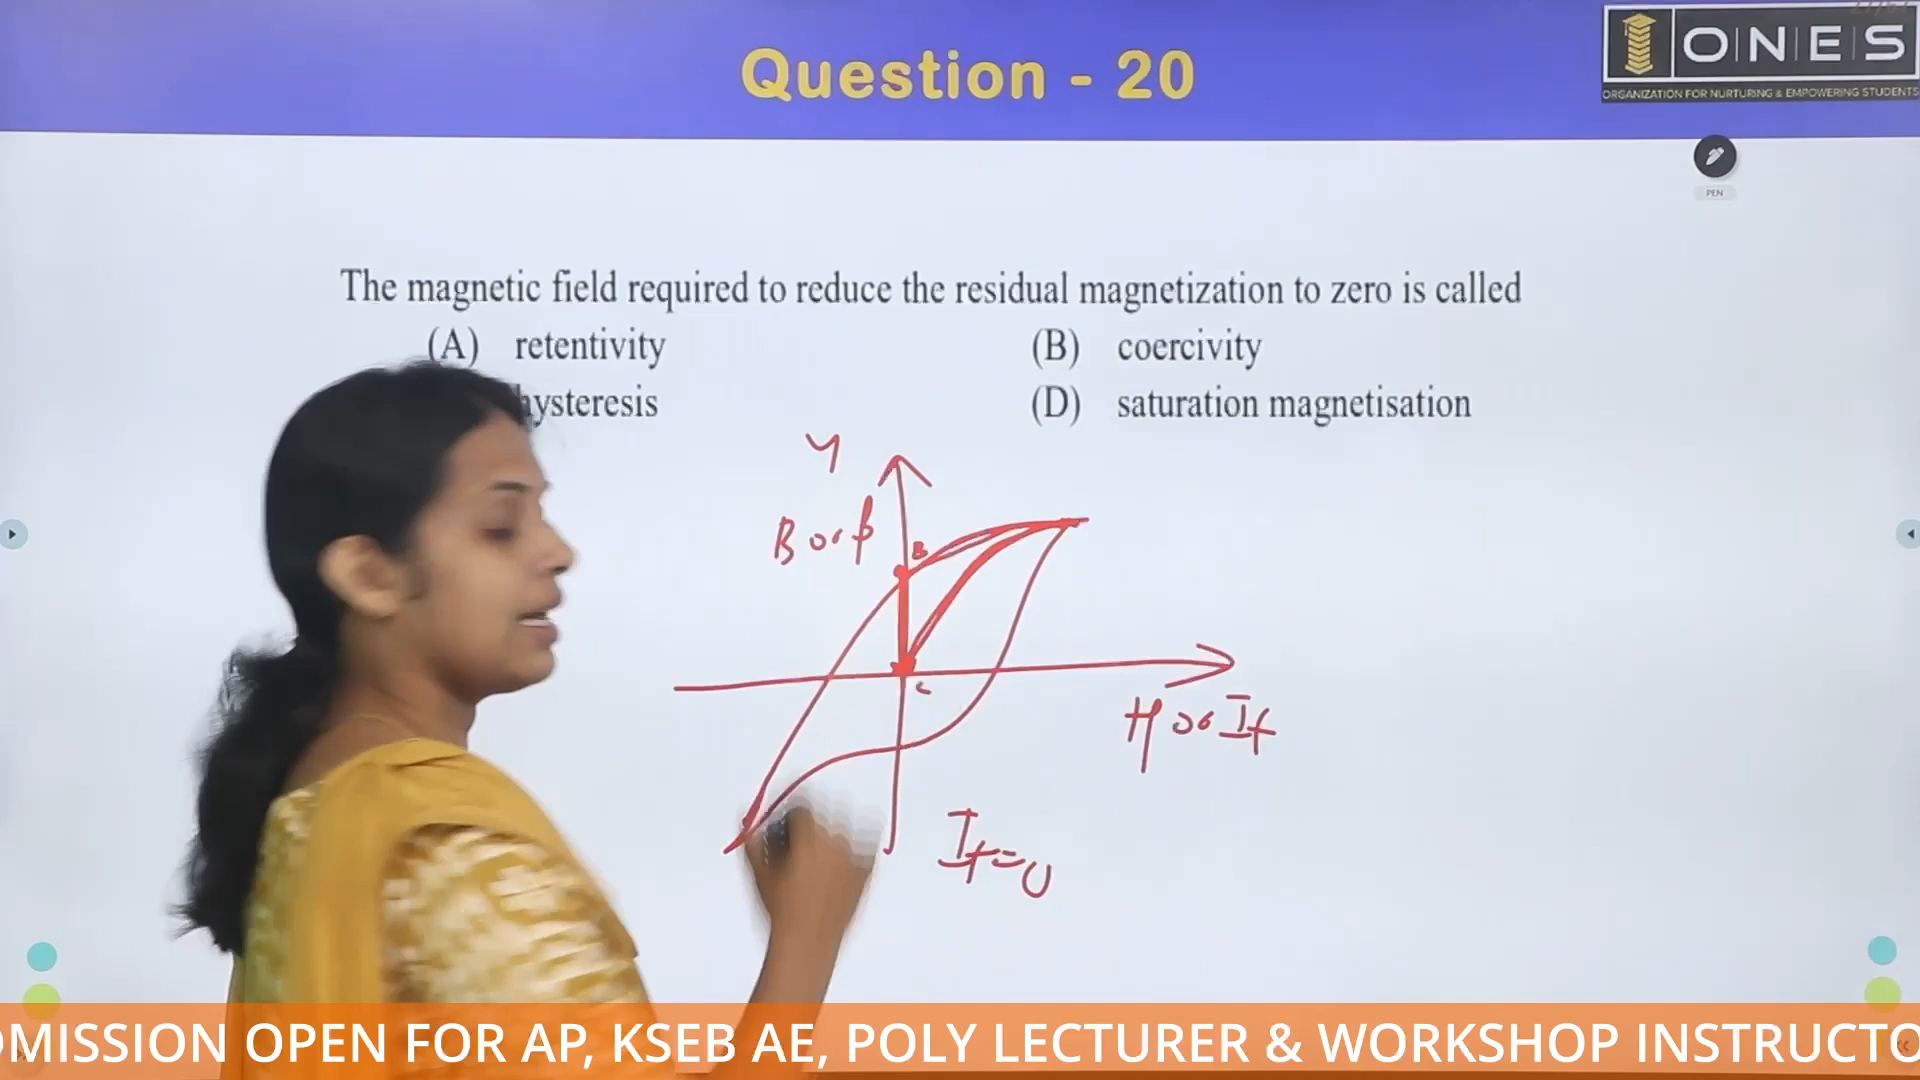 Question - 20
ONES
ORGANIZATION FOR NURTURING & EMPOWERING STUDENTS
PEN
The magnetic field required to reduce the residual magnetization to zero is called
(A) retentivity
(B) coercivity
hysteresis
(D) saturation magnetisation
Y
B or ϕ
B
C
H or If
If=0
DMISSION OPEN FOR AP, KSEB AE, POLY LECTURER & WORKSHOP INSTRUCTO